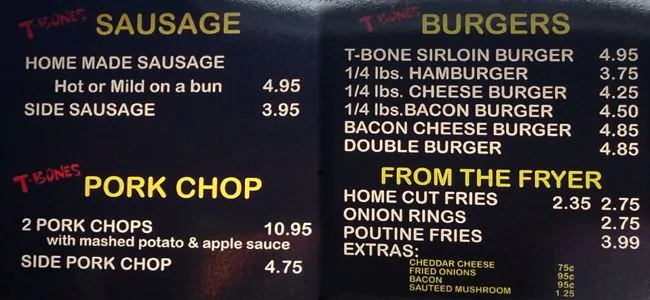 T-BONES SAUSAGE
HOME MADE SAUSAGE
Hot or Mild on a bun 4.95
SIDE SAUSAGE 3.95
T-BONES PORK CHOP
2 PORK CHOPS 10.95
with mashed potato & apple sauce
SIDE PORK CHOP 4.75
T-BONES BURGERS
T-BONE SIRLOIN BURGER 4.95
1/4 lbs. HAMBURGER 3.75
1/4 lbs. CHEESE BURGER 4.25
1/4 lbs.BACON BURGER 4.50
BACON CHEESE BURGER 4.85
DOUBLE BURGER 4.85
FROM THE FRYER
HOME CUT FRIES 2.35 2.75
ONION RINGS 2.75
POUTINE FRIES 3.99
EXTRAS:
CHEDDAR CHEESE 75¢
FRIED ONIONS 95¢
BACON 95¢
SAUTEED MUSHROOM 1.25